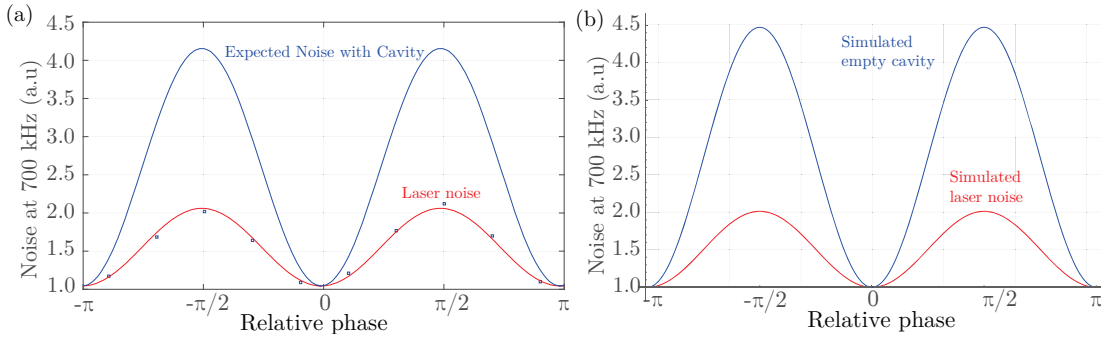 (a)
4.5
4.0
3.5
3.0
2.5
2.0
1.5
1.0
Noise at 700 kHz (a.u)
Expected Noise with Cavity
Laser noise
-π
-π/2
0
π/2
π
Relative phase
(b)
4.5
4.0
3.5
3.0
2.5
2.0
1.5
1.0
Noise at 700 kHz (a.u)
Simulated
empty cavity
Simulated
laser noise
-π
-π/2
0
π/2
π
Relative phase